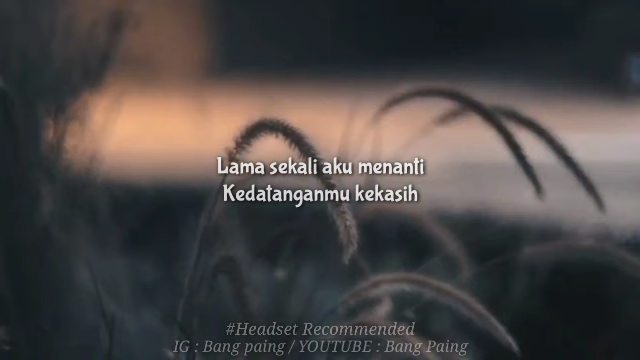 Lama sekali aku menanti
Kedatanganmu kekasih
#Headset Recommended
IG : Bang paing / YOUTUBE : Bang Paing